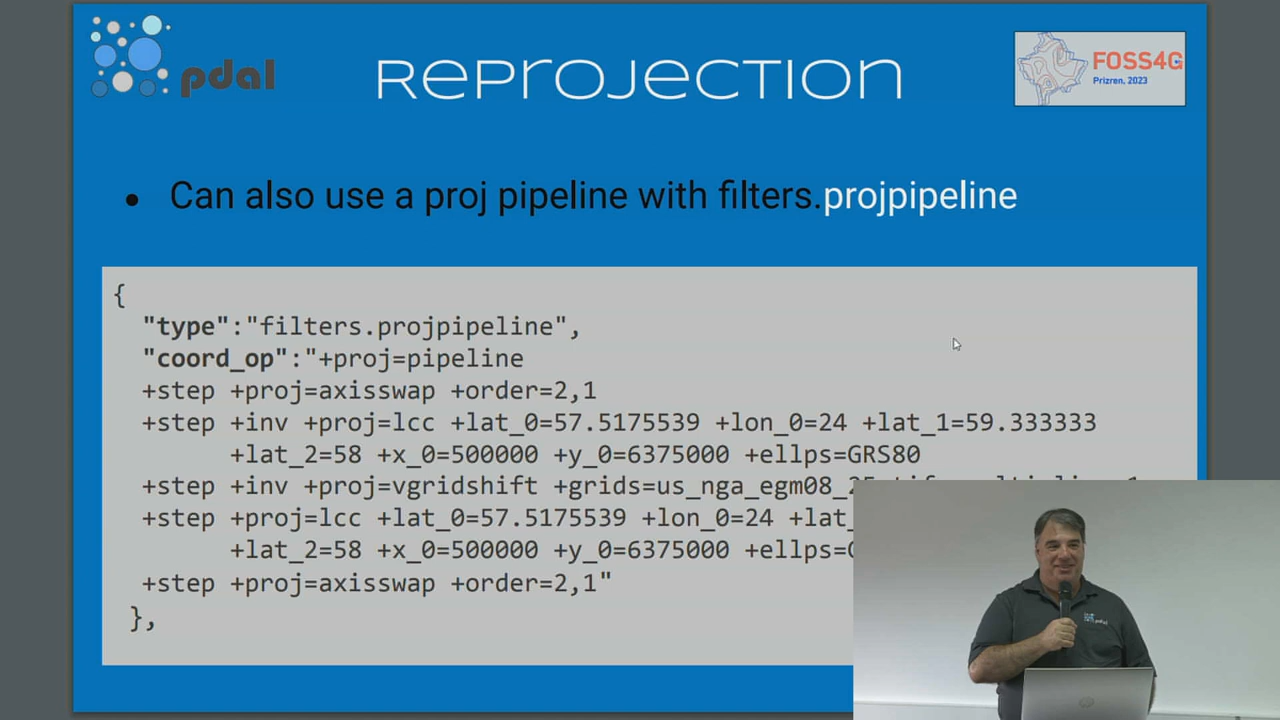 pdal
Reprojection
FOSS4G
Prizren, 2023
• Can also use a proj pipeline with filters.projpipeline
{
"type":"filters.projpipeline",
"coord_op":"+proj=pipeline
+step +proj=axisswap +order=2,1
+step +inv +proj=lcc +lat_0=57.5175539 +lon_0=24 +lat_1=59.333333
+lat_2=58 +x_0=500000 +y_0=6375000 +ellps=GRS80
+step +inv +proj=vgridshift +grids=us_nga_egm08_25
+step +proj=lcc +lat_0=57.5175539 +lon_0=24 +lat_
+lat_2=58 +x_0=500000 +y_0=6375000 +ellps=
+step +proj=axisswap +order=2,1"
},
pdal